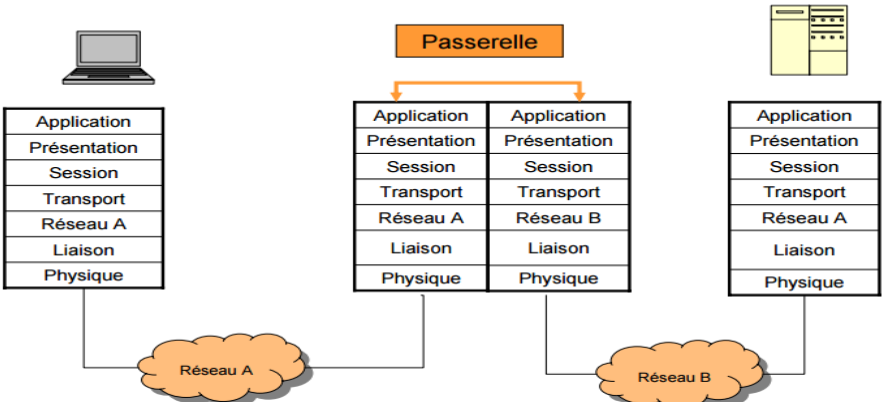 Passerelle
Application
Présentation
Session
Transport
Réseau A
Liaison
Physique
Application Application
Présentation Présentation
Session Session
Transport Transport
Réseau A Réseau B
Liaison Liaison
Physique Physique
Application
Présentation
Session
Transport
Réseau A
Liaison
Physique
Réseau A
Réseau B